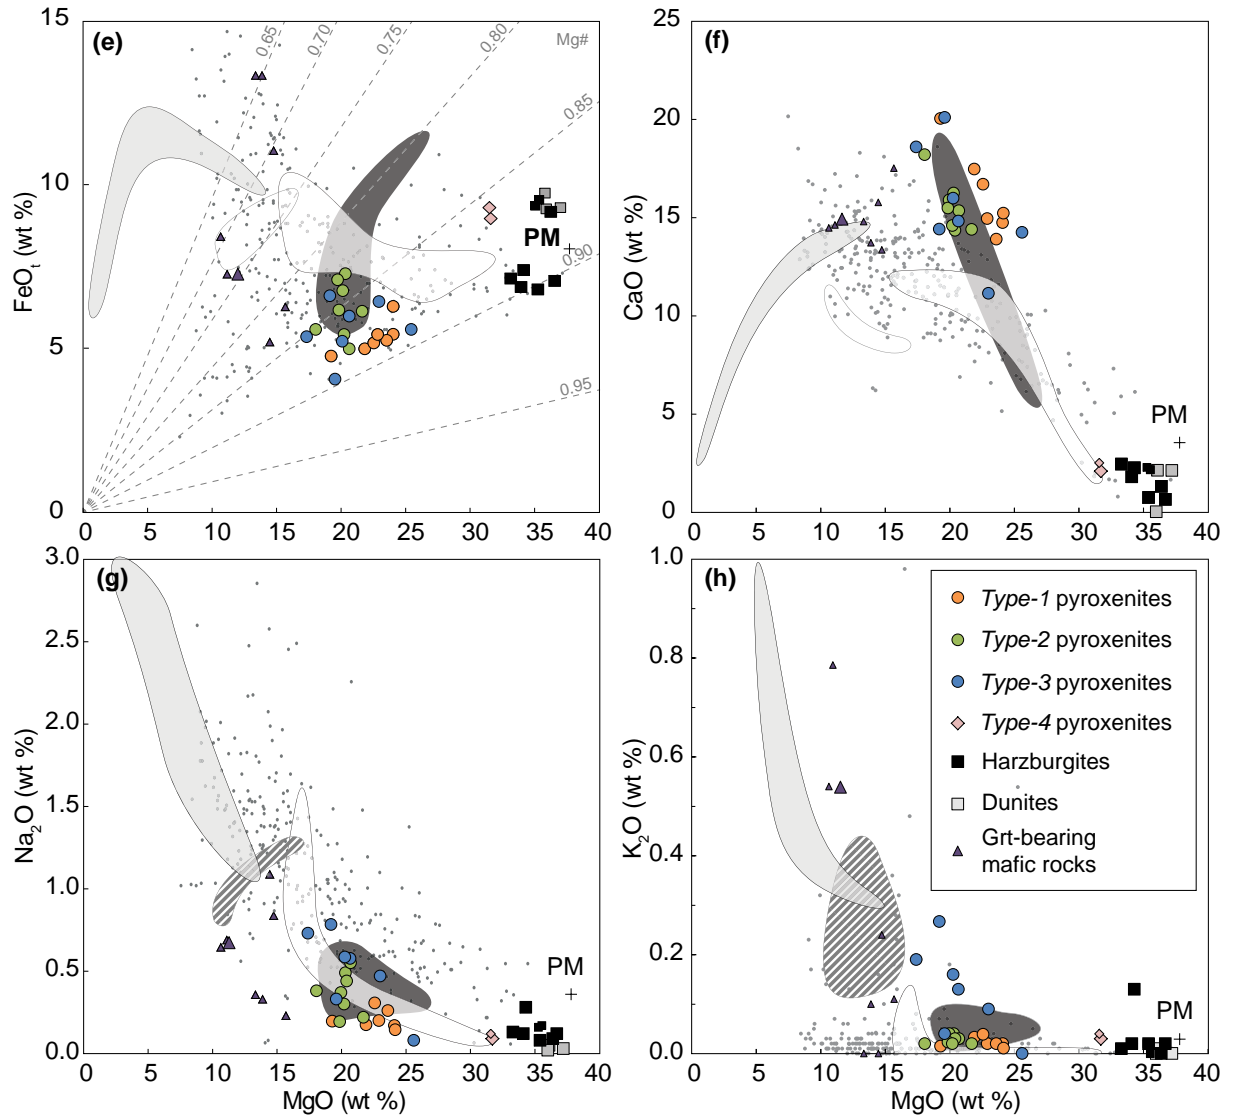 (e)
Mg#
0.65
0.70
0.75
0.80
0.85
0.90
0.95
PM
15
10
5
0
FeOt (wt %)
0 5 10 15 20 25 30 35 40
(f)
25
20
15
10
5
0
CaO (wt %)
PM
0 5 10 15 20 25 30 35 40
(g)
3.0
2.5
2.0
1.5
1.0
0.5
0.0
Na2O (wt %)
PM
0 5 10 15 20 25 30 35 40
MgO (wt %)
(h)
1.0
0.8
0.6
0.4
0.2
0.0
K2O (wt %)
Type-1 pyroxenites
Type-2 pyroxenites
Type-3 pyroxenites
Type-4 pyroxenites
Harzburgites
Dunites
Grt-bearing
mafic rocks
PM
0 5 10 15 20 25 30 35 40
MgO (wt %)